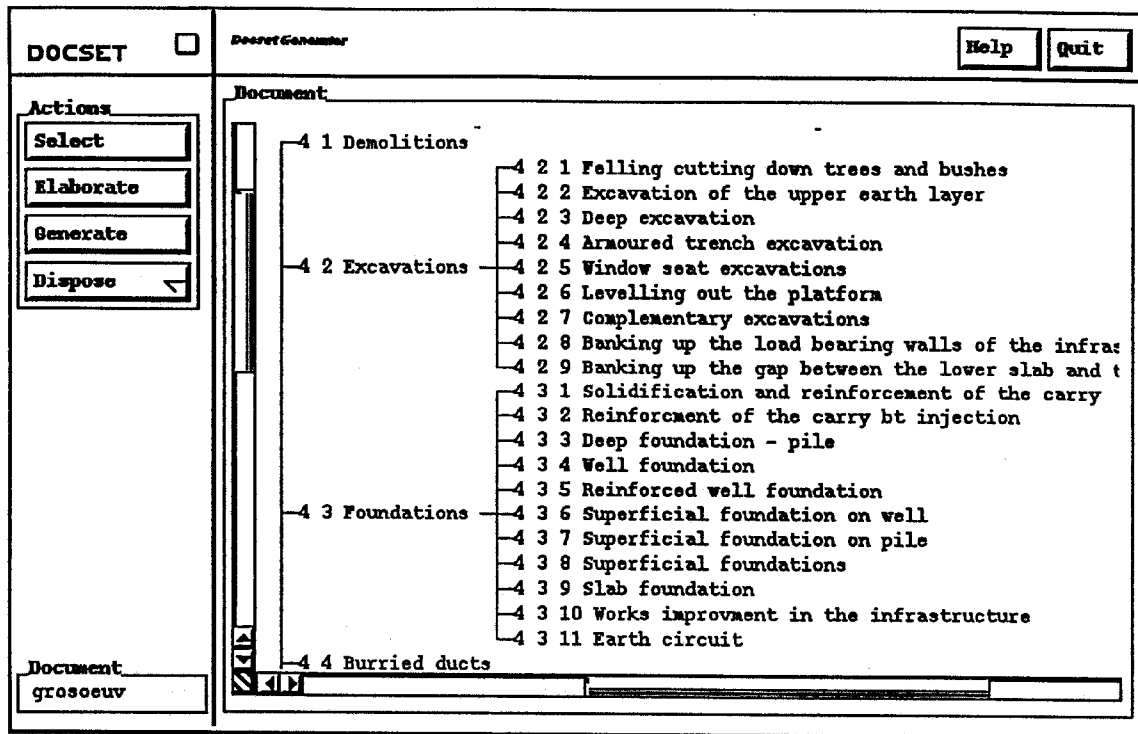 DOCSET
Docset Generator
Help
Quit
Actions
Select
Elaborate
Generate
Dispose
Document
grosoeuv
Document
4 1 Demolitions
4 2 Excavations
4 2 1 Felling cutting down trees and bushes
4 2 2 Excavation of the upper earth layer
4 2 3 Deep excavation
4 2 4 Armoured trench excavation
4 2 5 Window seat excavations
4 2 6 Levelling out the platform
4 2 7 Complementary excavations
4 2 8 Banking up the load bearing walls of the infras
4 2 9 Banking up the gap between the lower slab and t
4 3 Foundations
4 3 1 Solidification and reinforcement of the carry
4 3 2 Reinforcment of the carry bt injection
4 3 3 Deep foundation - pile
4 3 4 Well foundation
4 3 5 Reinforced well foundation
4 3 6 Superficial foundation on well
4 3 7 Superficial foundation on pile
4 3 8 Superficial foundations
4 3 9 Slab foundation
4 3 10 Works improvment in the infrastructure
4 3 11 Earth circuit
4 4 Burried ducts